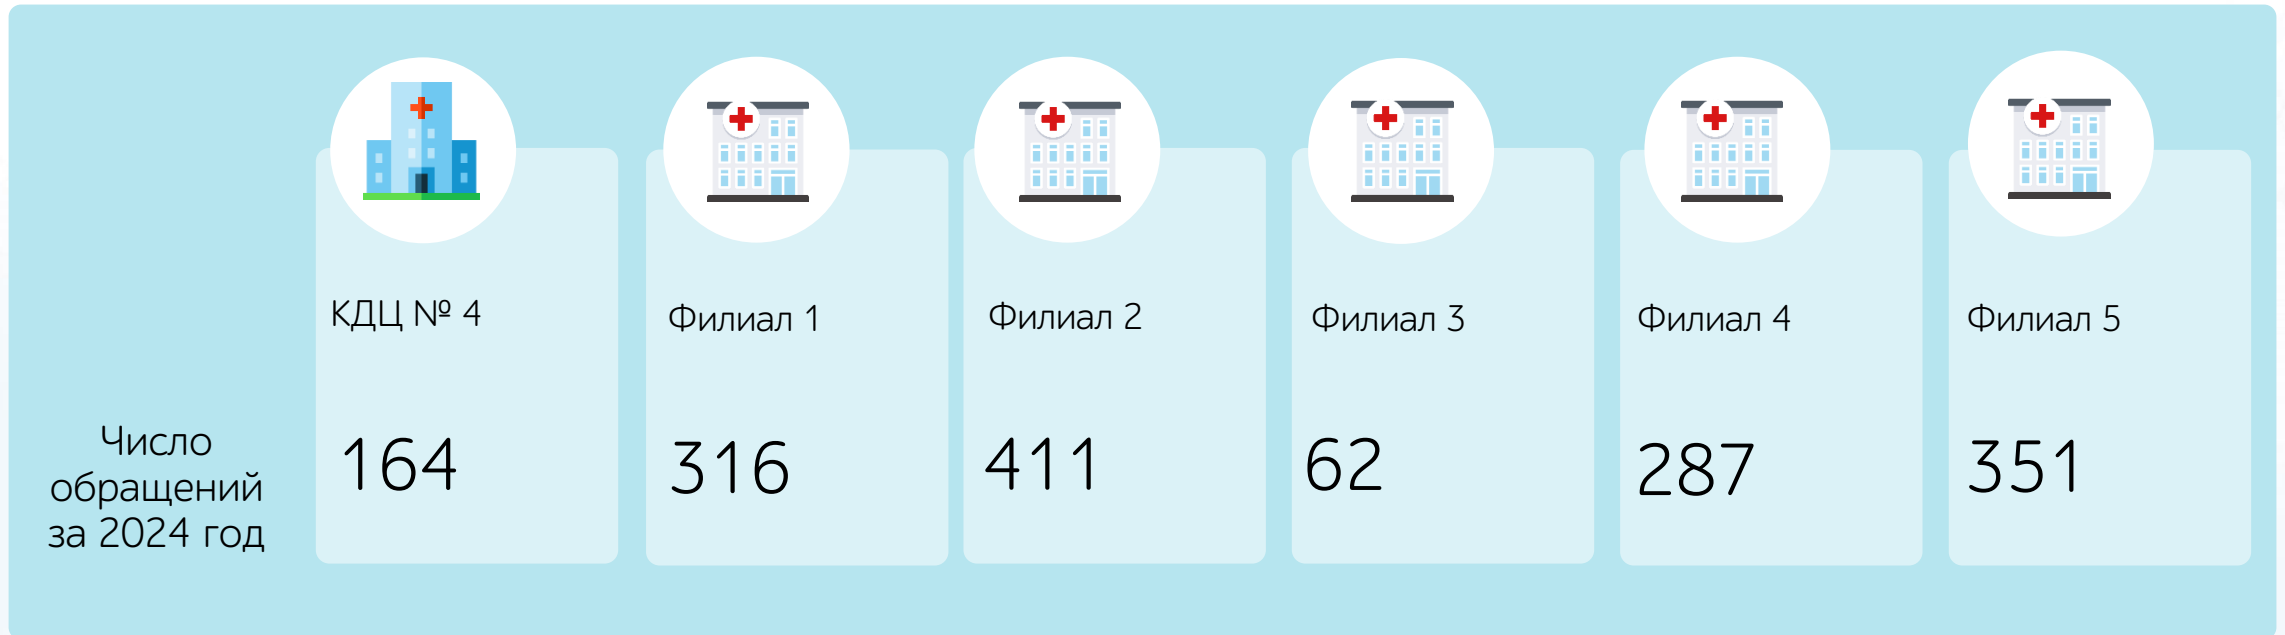 КДЦ № 4
Филиал 1
Филиал 2
Филиал 3
Филиал 4
Филиал 5
Число
обращений
за 2024 год
164
316
411
62
287
351